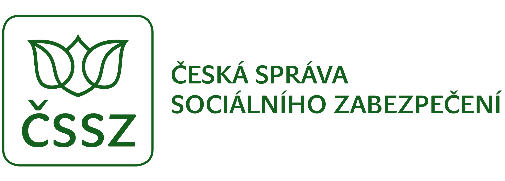 ČSSZ
ČESKÁ SPRÁVA
SOCIÁLNÍHO ZABEZPEČENÍ